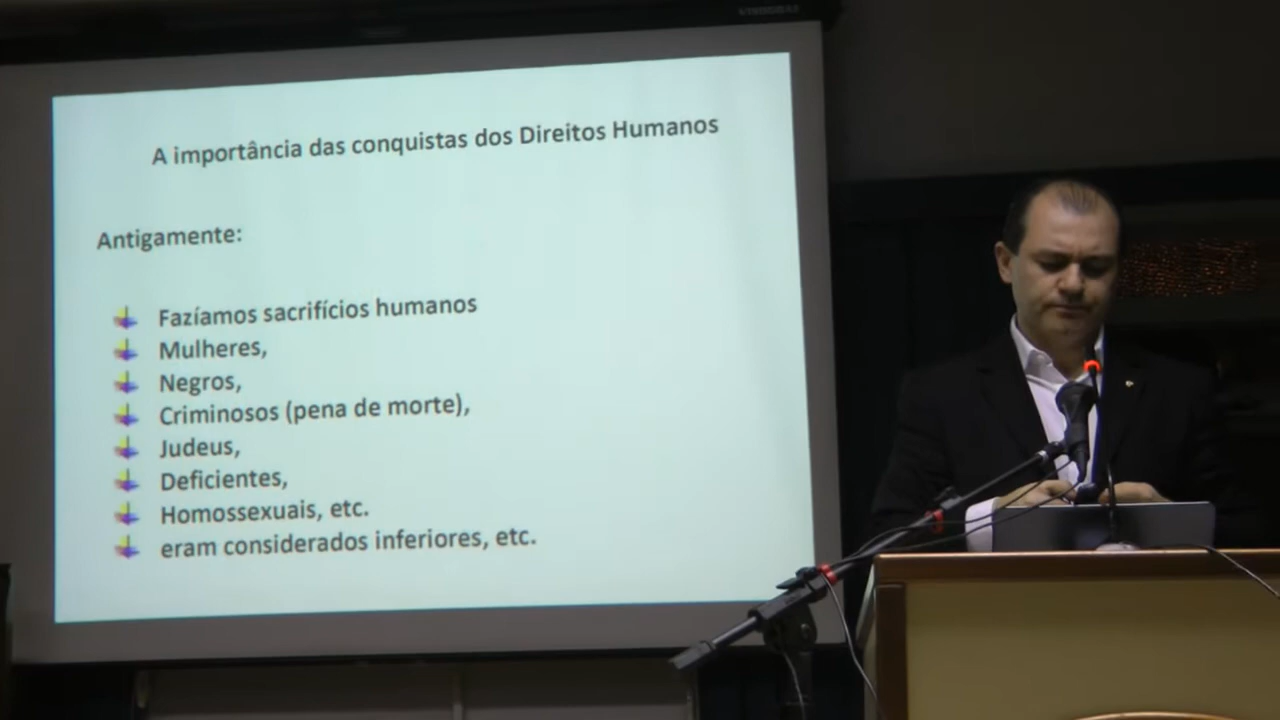 A importância das conquistas dos Direitos Humanos
Antigamente:
Fazíamos sacrifícios humanos
Mulheres,
Negros,
Criminosos (pena de morte),
Judeus,
Deficientes,
Homossexuais, etc.
eram considerados inferiores, etc.